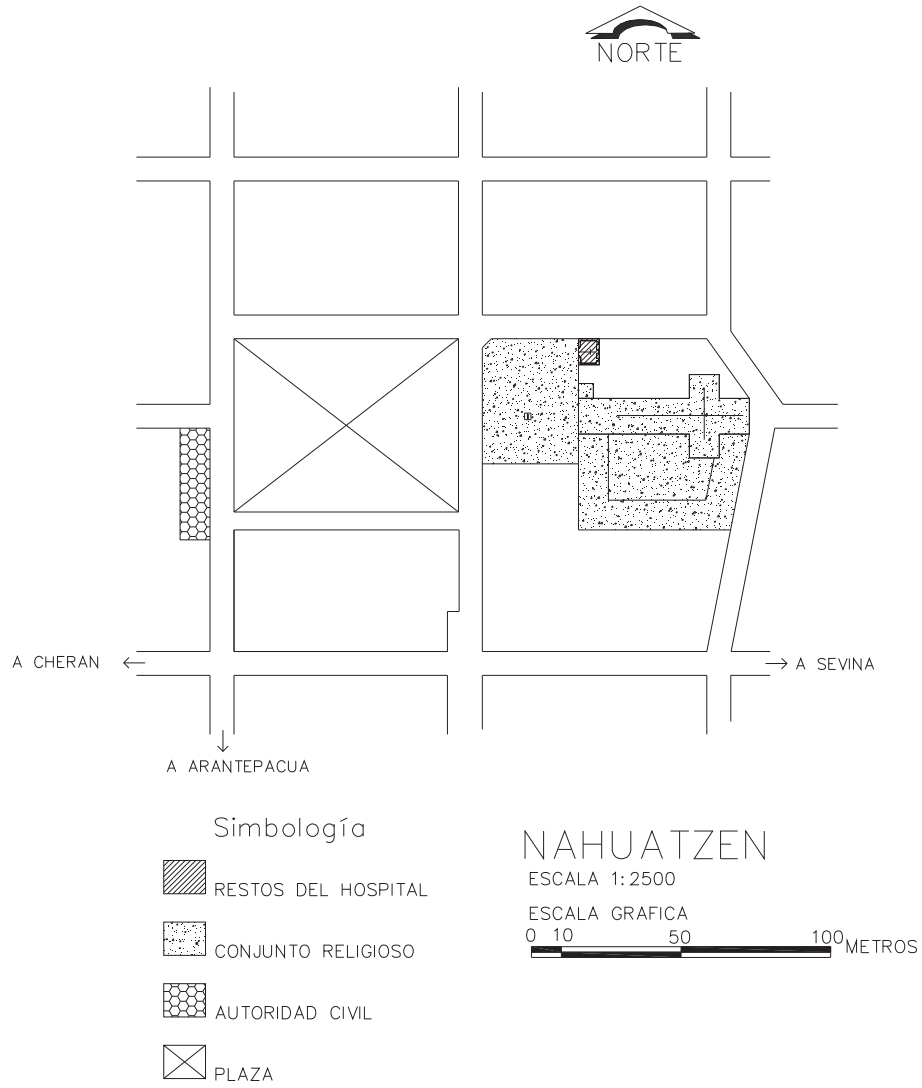 NORTE
A CHERAN
A SEVINA
A ARANTEPACUA
Simbología
RESTOS DEL HOSPITAL
CONJUNTO RELIGIOSO
AUTORIDAD CIVIL
PLAZA
NAHUATZEN
ESCALA 1:2500
ESCALA GRAFICA
0 10 50 100 METROS